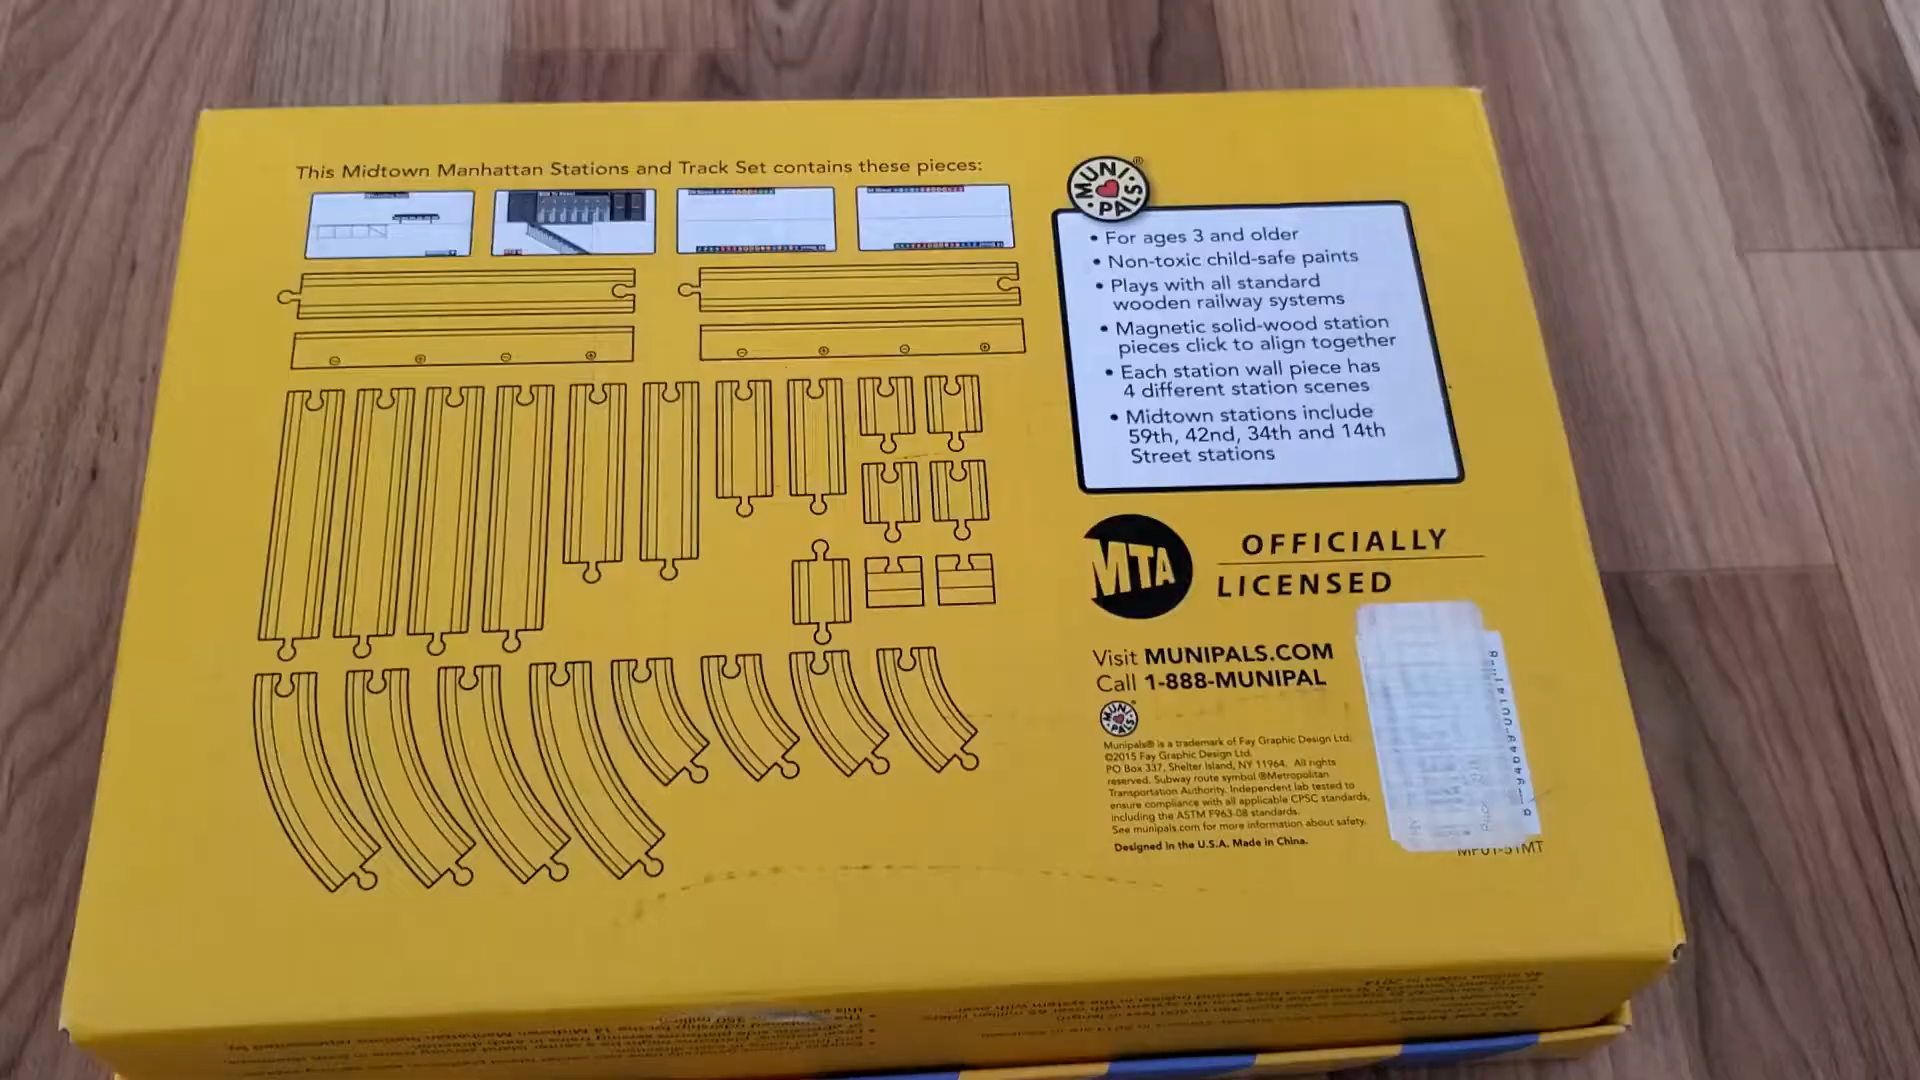 This Midtown Manhattan Stations and Track Set contains these pieces:
MUNI
PALS
®
• For ages 3 and older
• Non-toxic child-safe paints
• Plays with all standard
wooden railway systems
• Magnetic solid-wood station
pieces click to align together
• Each station wall piece has
4 different station scenes
• Midtown stations include
59th, 42nd, 34th and 14th
Street stations
MTA
OFFICIALLY
LICENSED
Visit MUNIPALS.COM
Call 1-888-MUNIPAL
MUNI
PALS
Munipals® is a trademark of Fay Graphic Design Ltd.
©2015 Fay Graphic Design Ltd.
PO Box 337, Shelter Island, NY 11964. All rights
reserved. Subway route symbol ®Metropolitan
Transportation Authority. Independent lab tested to
ensure compliance with all applicable CPSC standards,
including the ASTM F963-08 standards.
See munipals.com for more information about safety.
Designed in the U.S.A. Made in China.